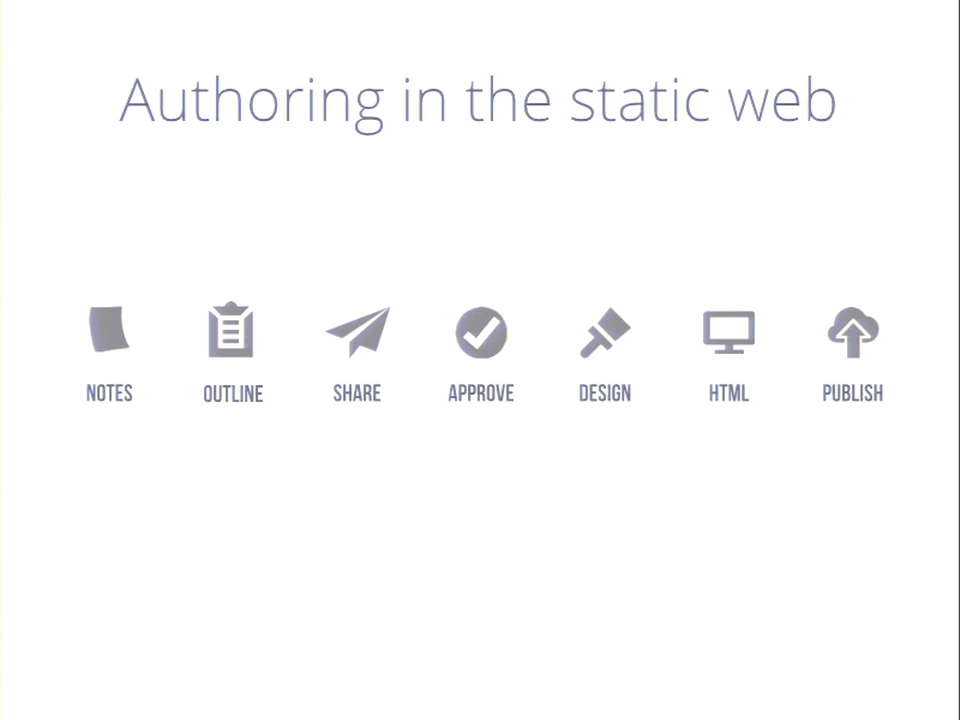 Authoring in the static web
NOTES OUTLINE SHARE APPROVE DESIGN HTML PUBLISH